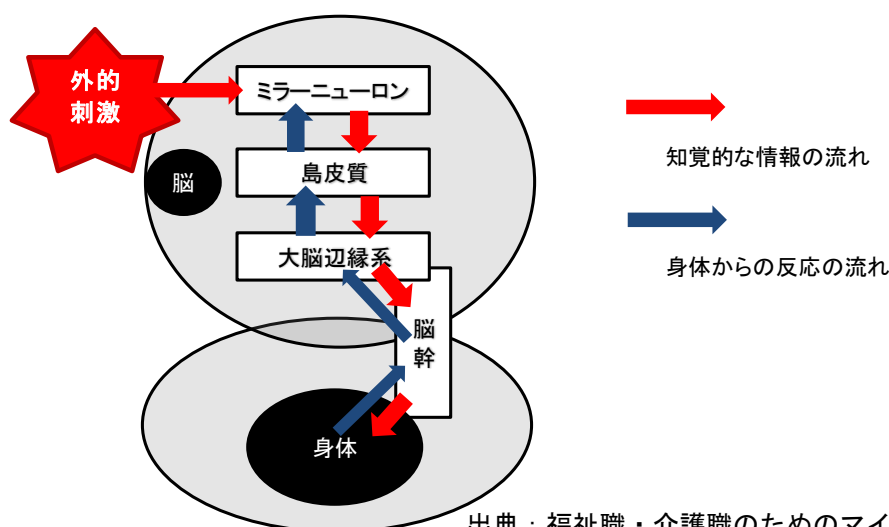 外的
刺激
ミラーニューロン
島皮質
脳
大脳辺縁系
脳
幹
身体
知覚的な情報の流れ
身体からの反応の流れ
出典：福祉職・介護職のためのマイ